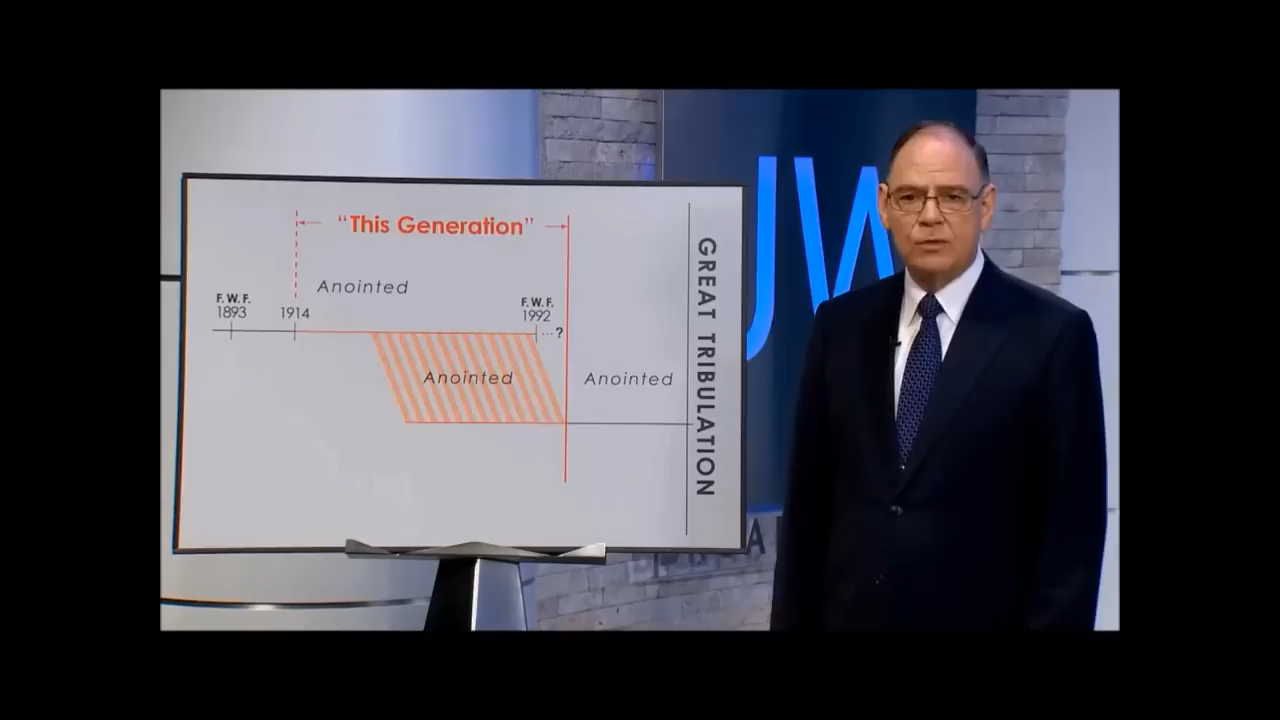 “This Generation”
Anointed
F. W. F.
1893
1914
F. W. F.
1992
...?
Anointed
Anointed
GREAT TRIBULATION
JW